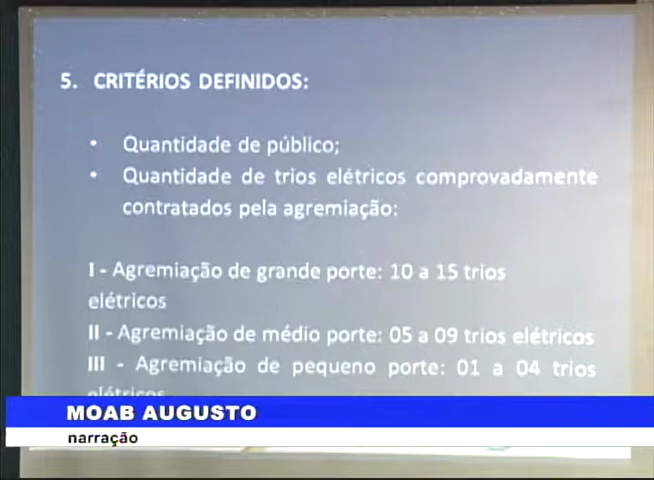 5. CRITÉRIOS DEFINIDOS:
• Quantidade de público;
• Quantidade de trios elétricos comprovadamente
contratados pela agremiação:
I - Agremiação de grande porte: 10 a 15 trios
elétricos
II - Agremiação de médio porte: 05 a 09 trios elétricos
III - Agremiação de pequeno porte: 01 a 04 trios
elétricos
MOAB AUGUSTO
narração